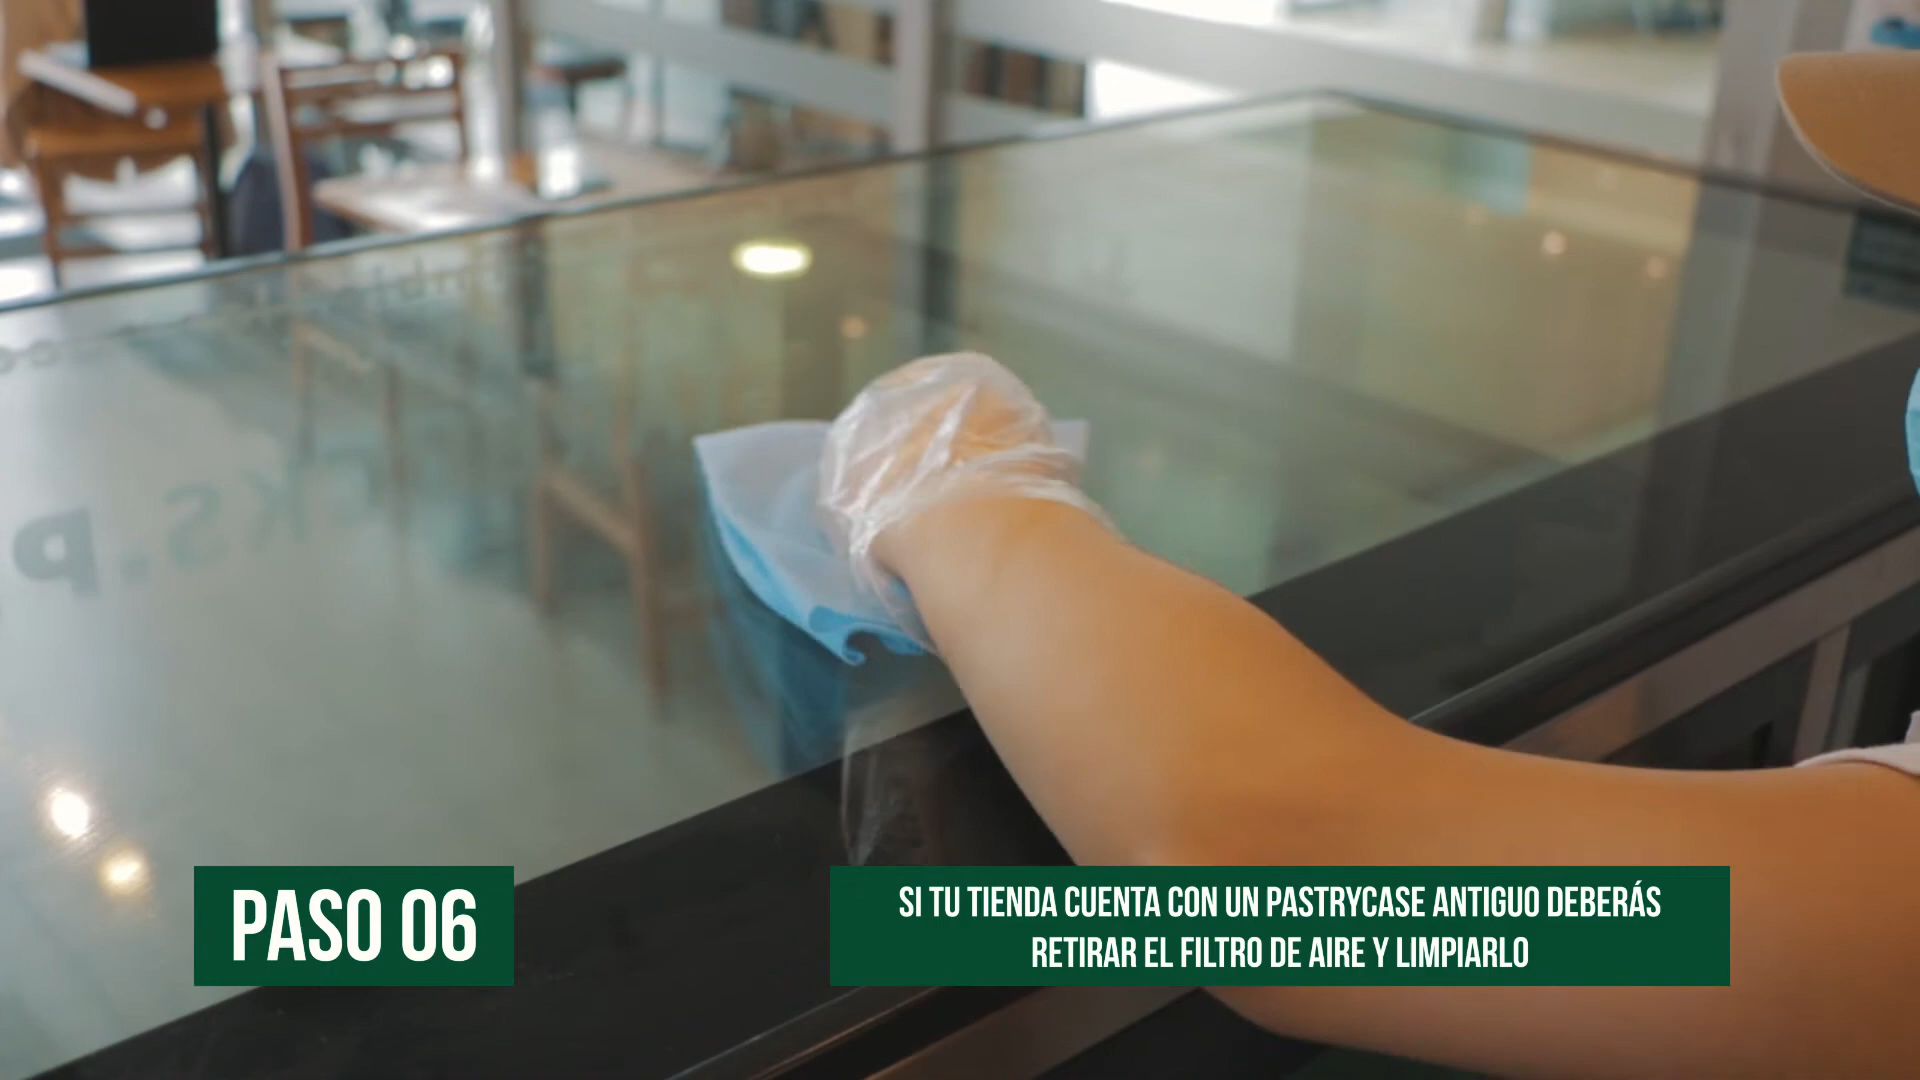 PASO 06
SI TU TIENDA CUENTA CON UN PASTRYCASE ANTIGUO DEBERÁS
RETIRAR EL FILTRO DE AIRE Y LIMPIARLO